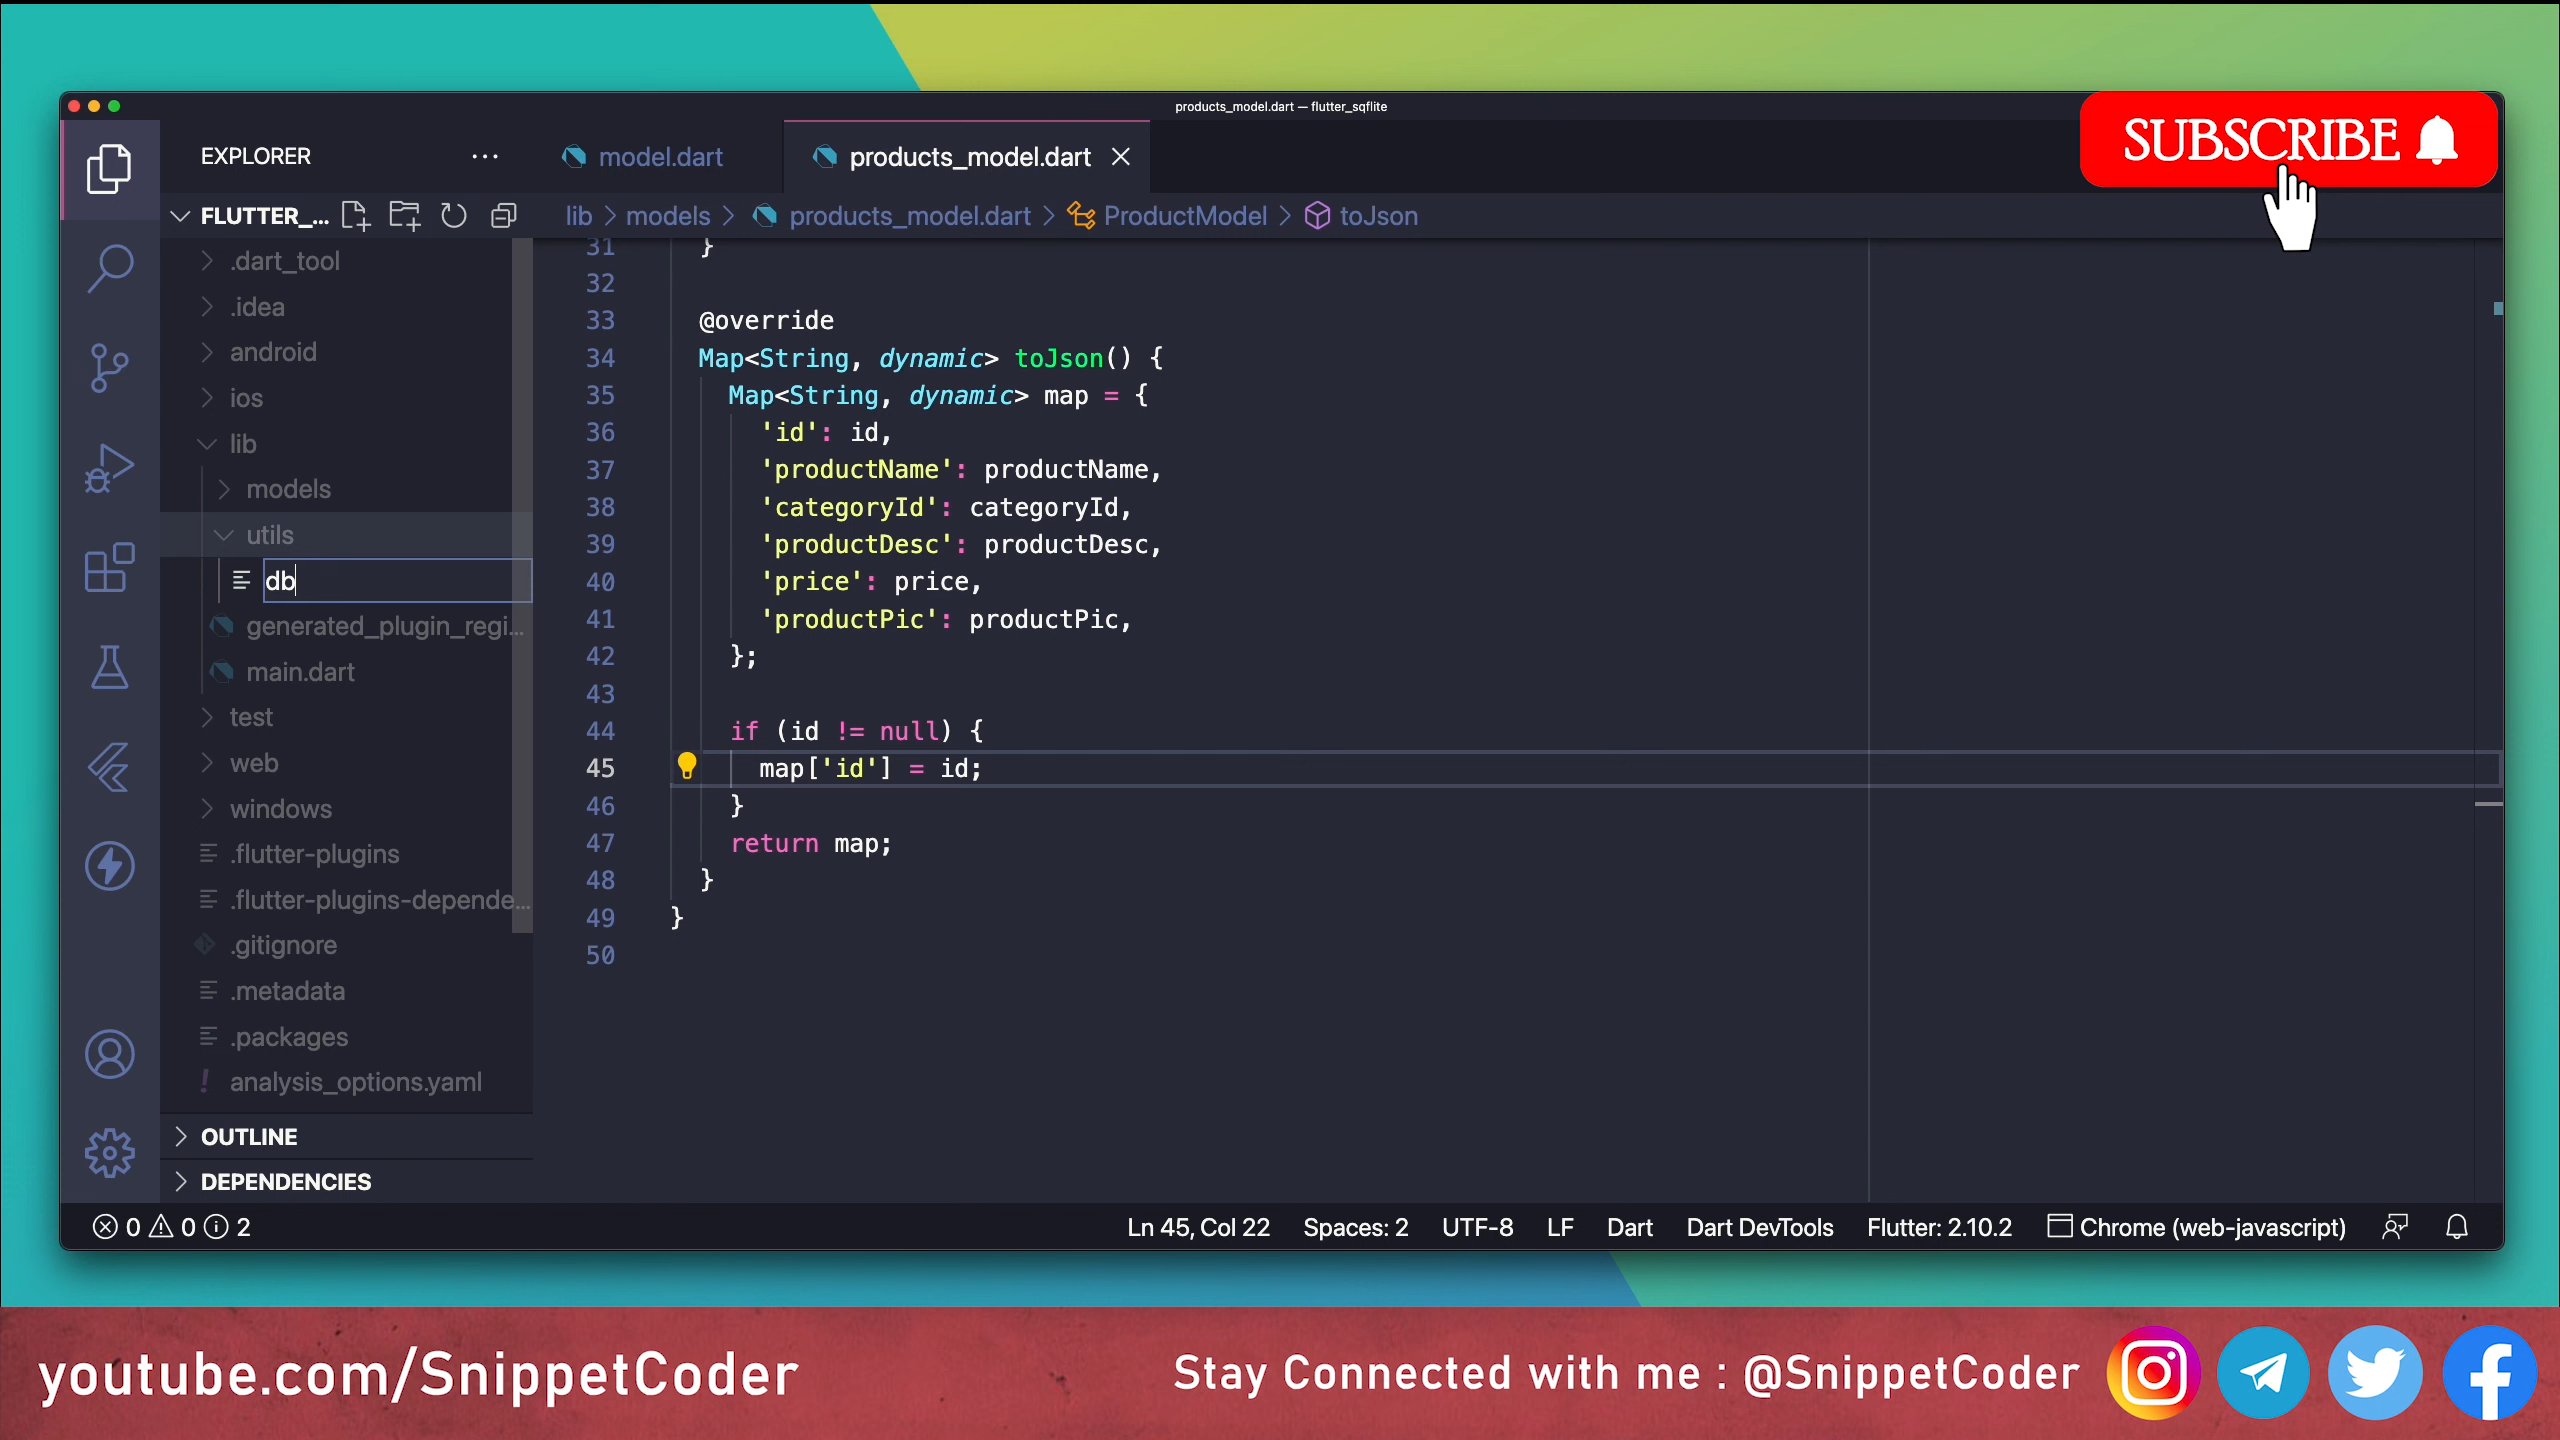 products_model.dart — flutter_sqflite
SUBSCRIBE
EXPLORER
model.dart
products_model.dart
FLUTTER_...
lib > models > products_model.dart > ProductModel > toJson
.dart_tool
.idea
android
ios
lib
models
utils
db
generated_plugin_regi...
main.dart
test
web
windows
.flutter-plugins
.flutter-plugins-depende...
.gitignore
.metadata
.packages
! analysis_options.yaml
OUTLINE
DEPENDENCIES
31 }
32
33 @override
34 Map<String, dynamic> toJson() {
35 Map<String, dynamic> map = {
36 'id': id,
37 'productName': productName,
38 'categoryId': categoryId,
39 'productDesc': productDesc,
40 'price': price,
41 'productPic': productPic,
42 };
43
44 if (id != null) {
45 map['id'] = id;
46 }
47 return map;
48 }
49 }
50
0 0 2
Ln 45, Col 22 Spaces: 2 UTF-8 LF Dart Dart DevTools Flutter: 2.10.2 Chrome (web-javascript)
youtube.com/SnippetCoder
Stay Connected with me : @SnippetCoder